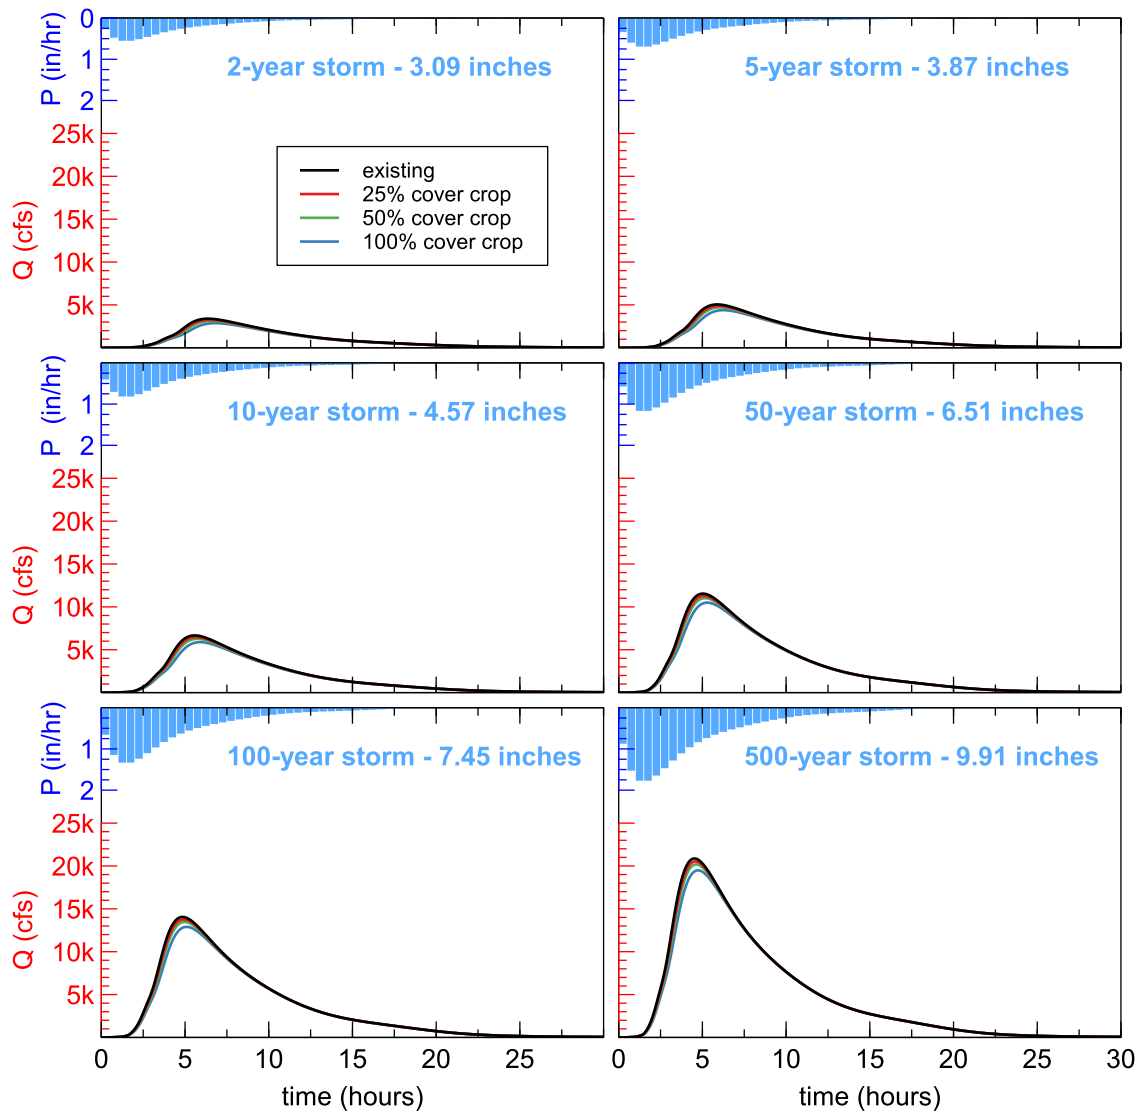 0
P (in/hr)
1
2
2-year storm - 3.09 inches
5-year storm - 3.87 inches
25k
20k
Q (cfs)
15k
10k
5k
existing
25% cover crop
50% cover crop
100% cover crop
P (in/hr)
1
2
10-year storm - 4.57 inches
50-year storm - 6.51 inches
25k
20k
Q (cfs)
15k
10k
5k
P (in/hr)
1
2
100-year storm - 7.45 inches
500-year storm - 9.91 inches
25k
20k
Q (cfs)
15k
10k
5k
0 5 10 15 20 25 0 5 10 15 20 25 30
time (hours) time (hours)